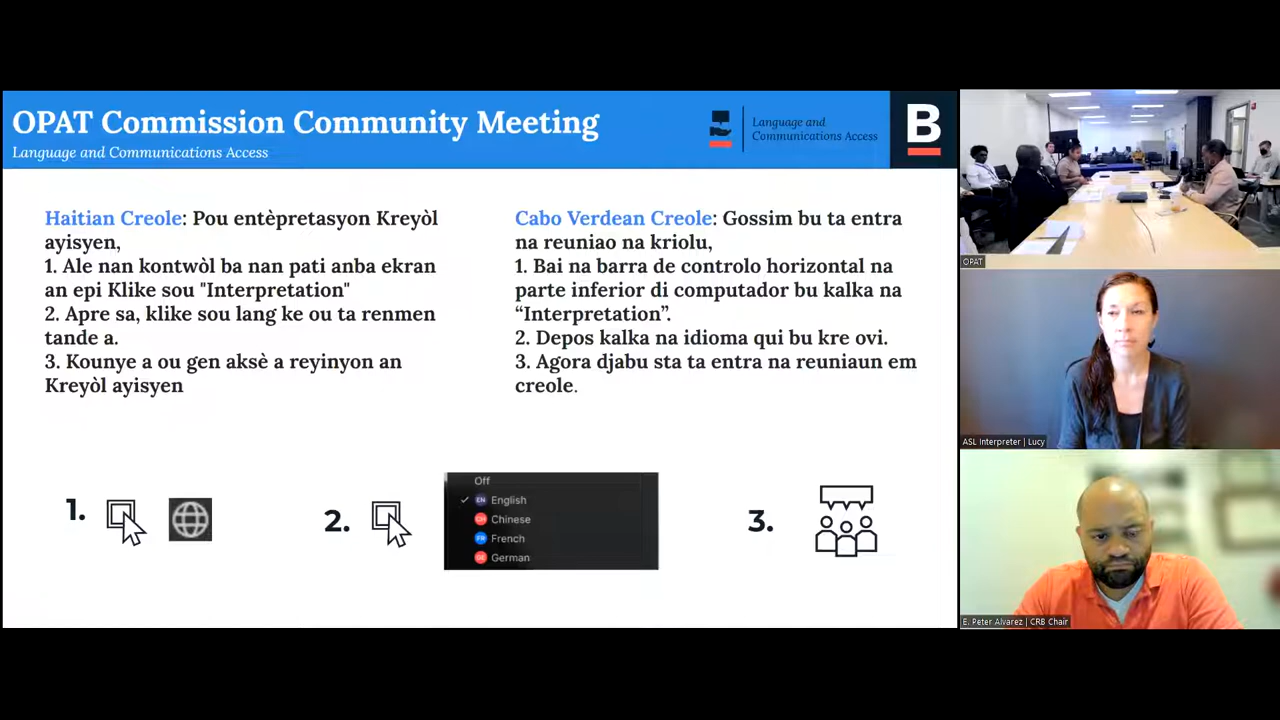 OPAT Commission Community Meeting
Language and Communications Access
Language and
Communications Access
B
Haitian Creole: Pou entèpretasyon Kreyòl
ayisyen,
1. Ale nan kontwòl ba nan pati anba ekran
an epi Klike sou "Interpretation"
2. Apre sa, klike sou lang ke ou ta renmen
tande a.
3. Kounye a ou gen aksè a reyinyon an
Kreyòl ayisyen
Cabo Verdean Creole: Gossim bu ta entra
na reuniao na kriolu,
1. Bai na barra de controlo horizontal na
parte inferior di computador bu kalka na
“Interpretation”.
2. Depos kalka na idioma qui bu kre ovi.
3. Agora djabu sta ta entra na reuniaun em
creole.
1.
2.
Off
EN English
CH Chinese
FR French
GE German
3.
OPAT
ASL Interpreter | Lucy
E. Peter Alvarez | CRB Chair